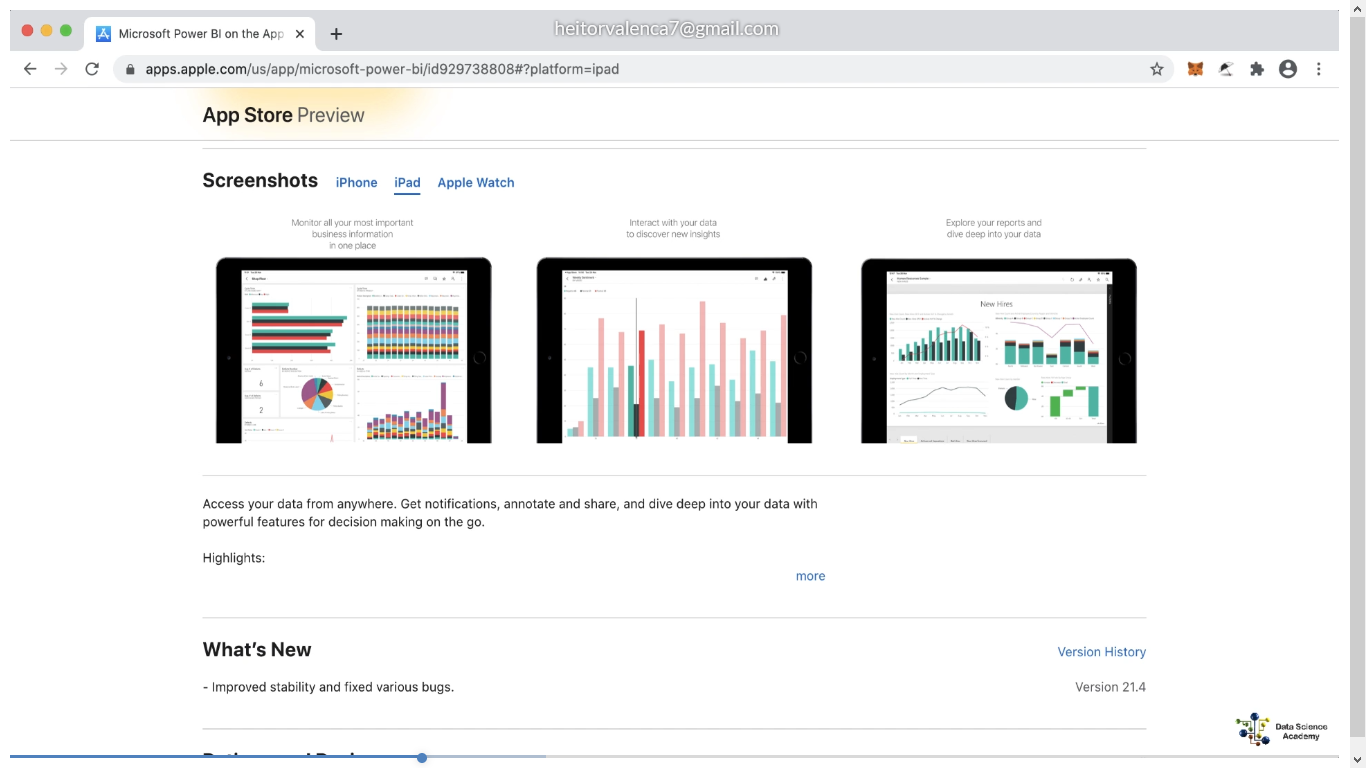 Microsoft Power BI on the App
heitorvalenca7@gmail.com
apps.apple.com/us/app/microsoft-power-bi/id929738808#?platform=ipad
App Store Preview
Screenshots iPhone iPad Apple Watch
Monitor all your most important
business information
in one place
Interact with your data
to discover new insights
Explore your reports and
dive deep into your data
New Hires
6
2
Access your data from anywhere. Get notifications, annotate and share, and dive deep into your data with
powerful features for decision making on the go.
Highlights:
more
What's New
Version History
- Improved stability and fixed various bugs.
Version 21.4
Data Science
Academy